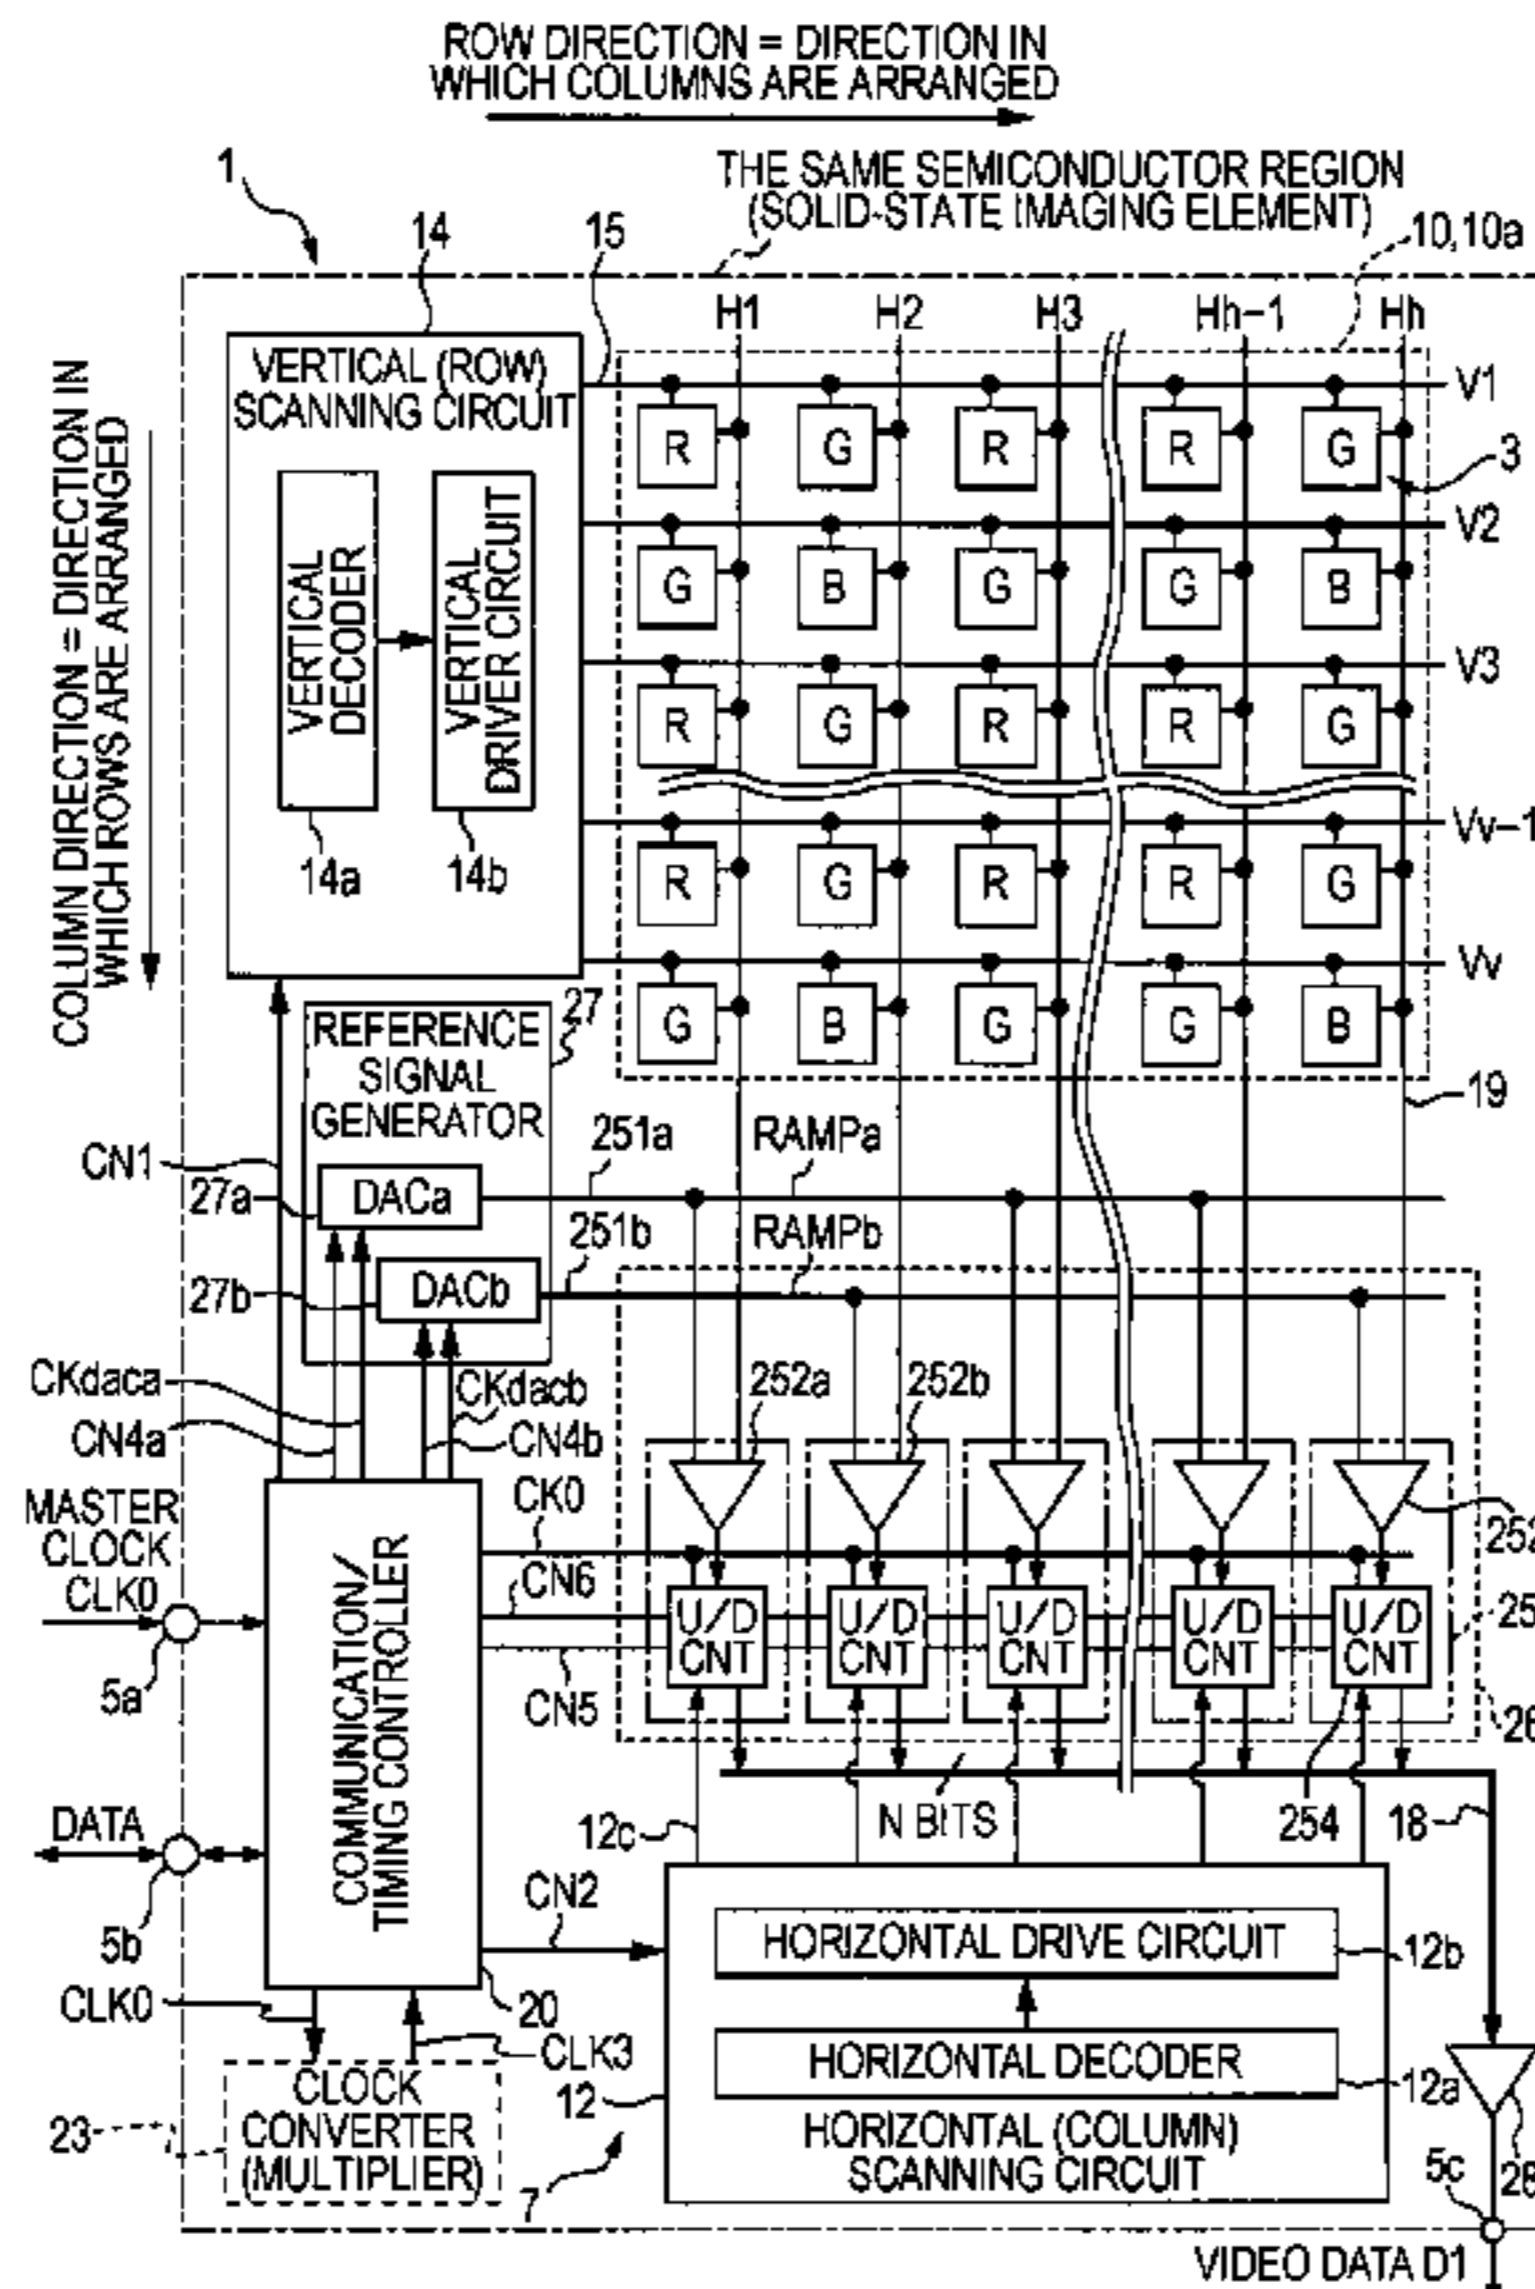 ROW DIRECTION = DIRECTION IN
WHICH COLUMNS ARE ARRANGED
THE SAME SEMICONDUCTOR REGION
(SOLID-STATE IMAGING ELEMENT)
1
14
15
10,10a
H1 H2 H3 Hh-1 Hh
COLUMN DIRECTION = DIRECTION IN
WHICH ROWS ARE ARRANGED
VERTICAL (ROW)
SCANNING CIRCUIT
VERTICAL
DECODER
VERTICAL
DRIVER CIRCUIT
14a
14b
V1
R G R R G
3
V2
G B G G B
V3
R G R R G
Vv-1
R G R R G
Vv
G B G G B
19
REFERENCE
SIGNAL
GENERATOR
27
CN1
27a
DACa
251a
RAMPa
27b
DACb
251b
RAMPb
CKdaca
CN4a
CKdacb
CN4b
252a
252b
MASTER
CLOCK
CLK0
5a
CK0
CN6
CN5
U/D
CNT
U/D
CNT
U/D
CNT
U/D
CNT
U/D
CNT
252
25
26
COMMUNICATION/
TIMING CONTROLLER
DATA
5b
12c
N BITS
254
18
CN2
HORIZONTAL DRIVE CIRCUIT
12b
HORIZONTAL DECODER
12a
HORIZONTAL (COLUMN)
SCANNING CIRCUIT
12
7
CLK0
20
CLK3
CLOCK
CONVERTER
(MULTIPLIER)
23
5c
28
VIDEO DATA D1